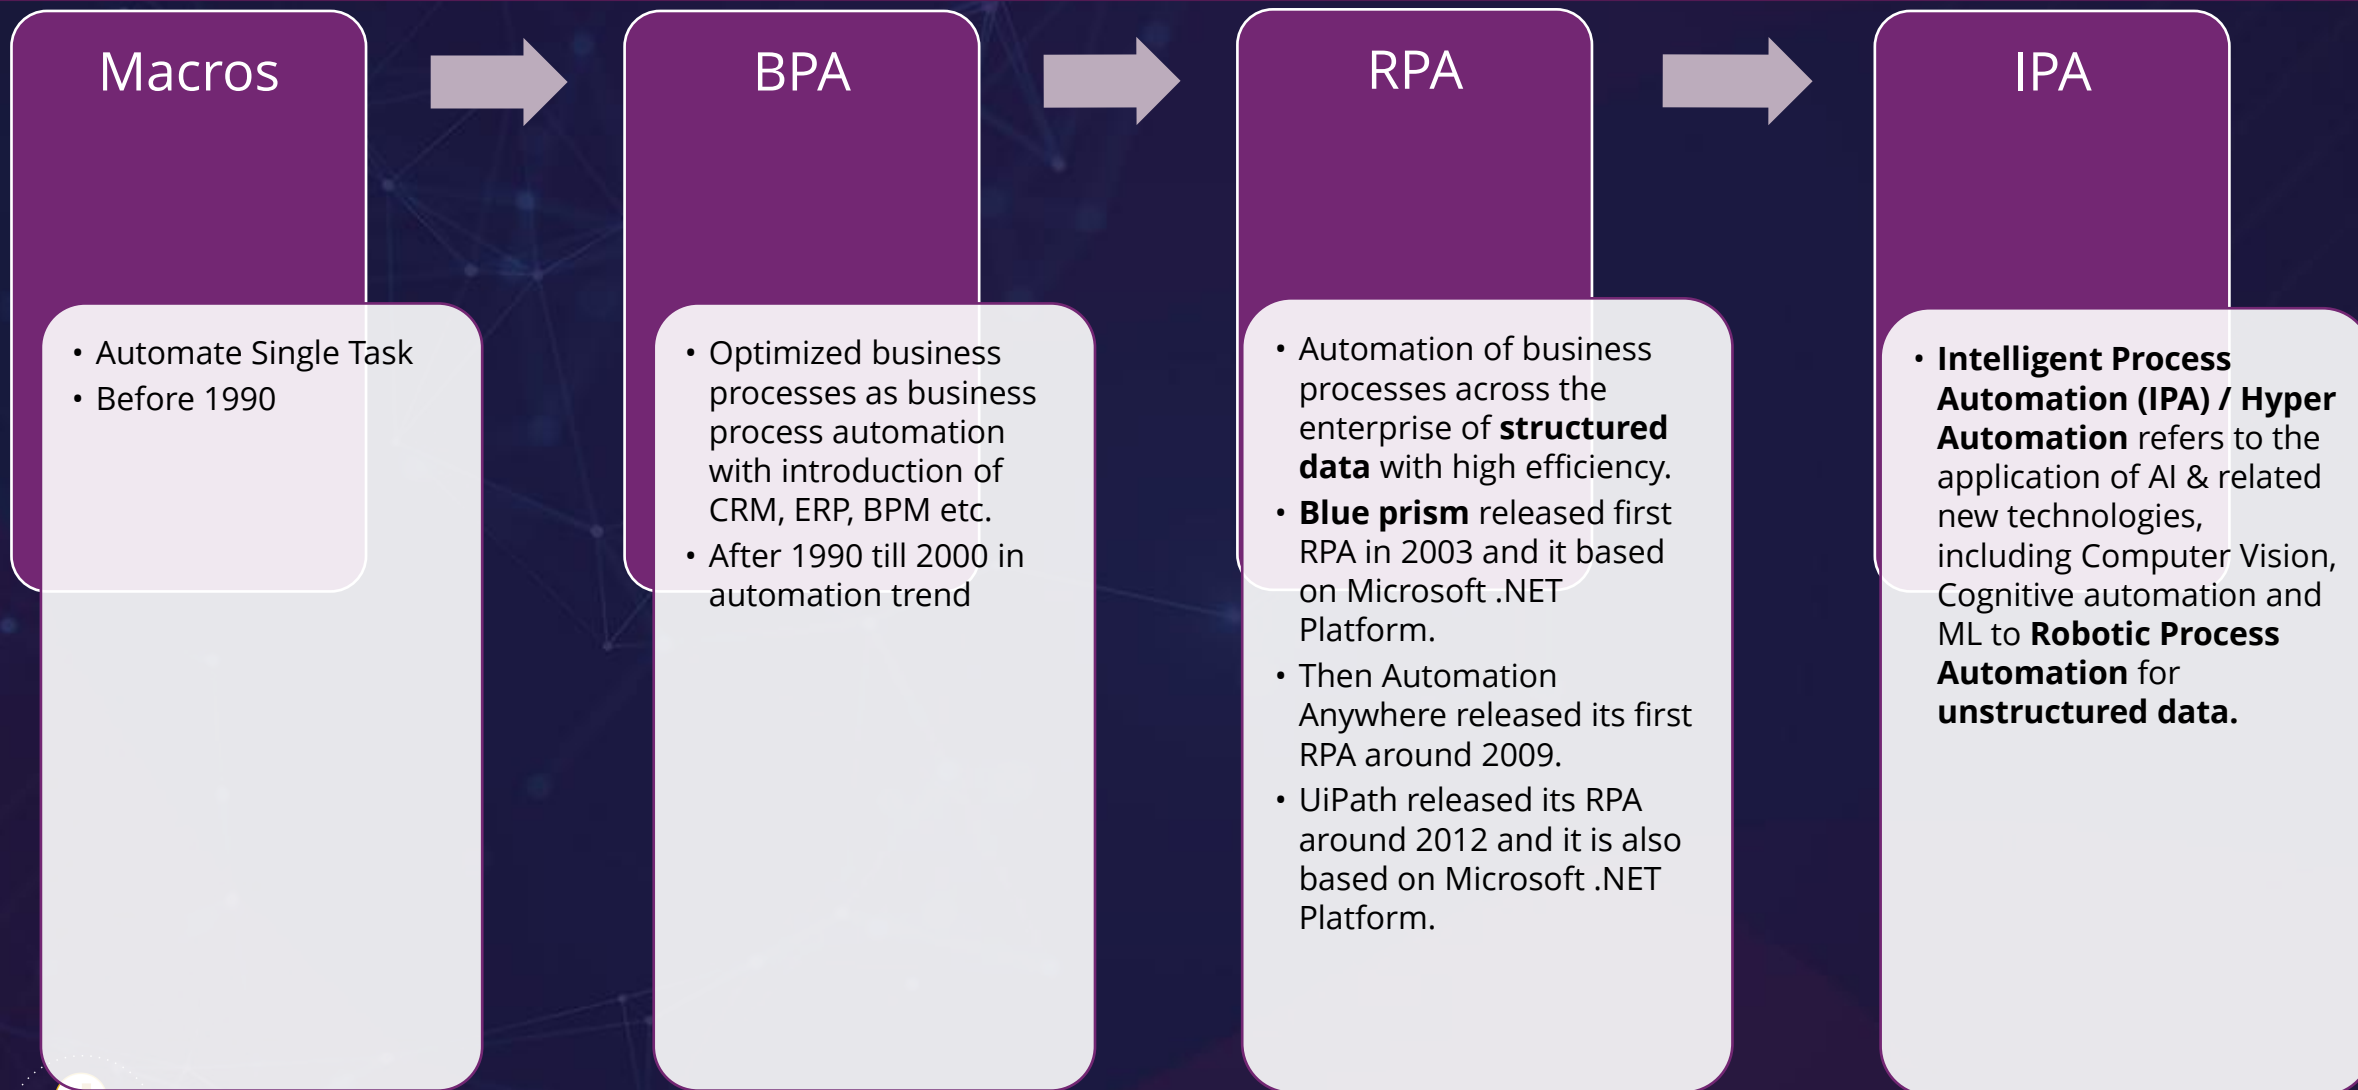 Macros
• Automate Single Task
• Before 1990
BPA
• Optimized business
processes as business
process automation
with introduction of
CRM, ERP, BPM etc.
• After 1990 till 2000 in
automation trend
RPA
• Automation of business
processes across the
enterprise of structured
data with high efficiency.
• Blue prism released first
RPA in 2003 and it based
on Microsoft .NET
Platform.
• Then Automation
Anywhere released its first
RPA around 2009.
• UiPath released its RPA
around 2012 and it is also
based on Microsoft .NET
Platform.
IPA
• Intelligent Process
Automation (IPA) / Hyper
Automation refers to the
application of AI & related
new technologies,
including Computer Vision,
Cognitive automation and
ML to Robotic Process
Automation for
unstructured data.